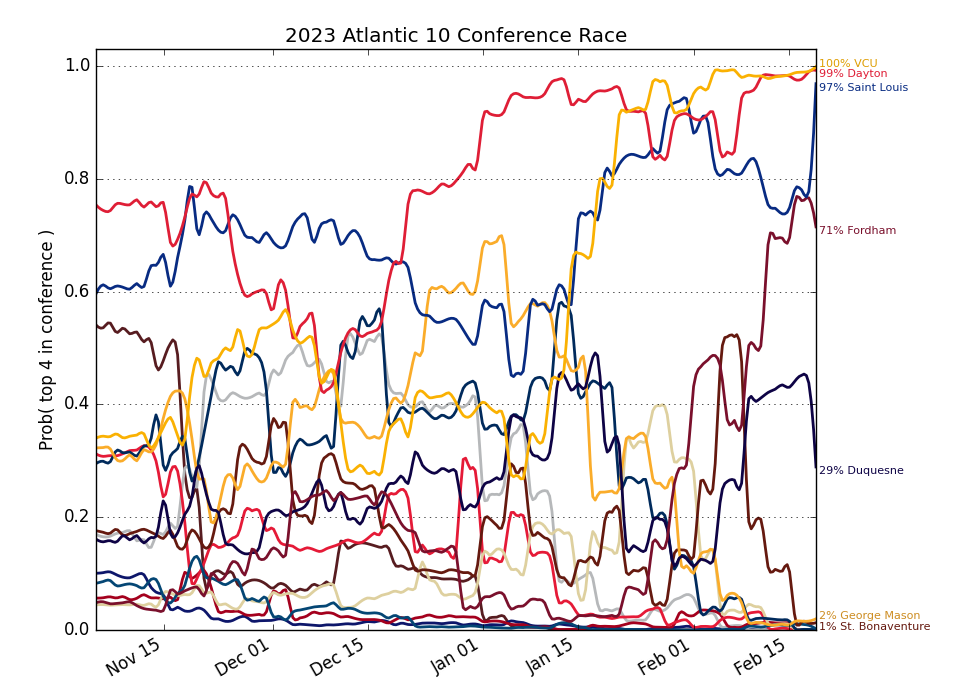 2023 Atlantic 10 Conference Race
Prob( top 4 in conference )
1.0
0.8
0.6
0.4
0.2
0.0
Nov 15
Dec 01
Dec 15
Jan 01
Jan 15
Feb 01
Feb 15
100% VCU
99% Dayton
97% Saint Louis
71% Fordham
29% Duquesne
2% George Mason
1% St. Bonaventure